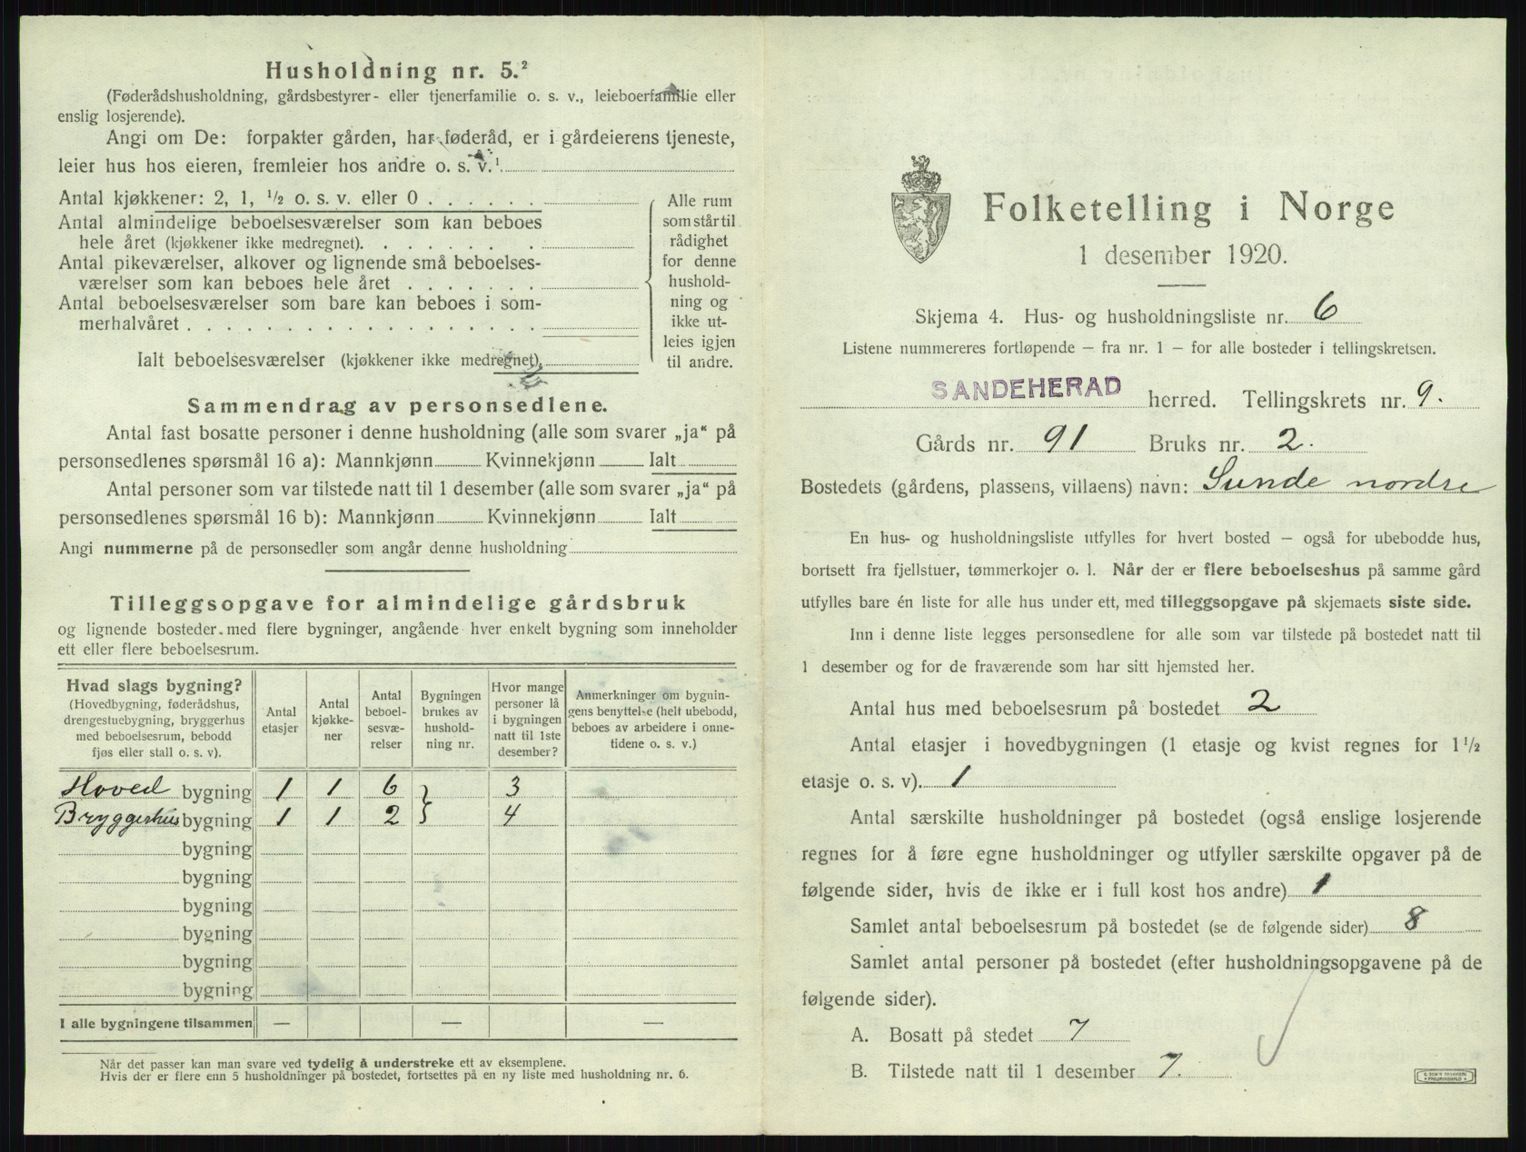 Husholdning nr. 5.²
(Føderådshusholdning, gårdsbestyrer- eller tjenerfamilie o. s. v., leieboerfamilie eller
enslig losjerende).
Angi om De: forpakter gården, har føderåd, er i gårdeierens tjeneste,
leier hus hos eieren, fremleier hos andre o. s. v.¹
Antal kjøkkener: 2, 1, ½ o. s. v. eller 0
Antal almindelige beboelsesværelser som kan beboes
hele året (kjøkkener ikke medregnet).
Antal pikeværelser, alkover og lignende små beboelses-
værelser som kan beboes hele året
Antal beboelsesværelser som bare kan beboes i som-
merhalvåret
Ialt beboelsesværelser (kjøkkener ikke medregnet)
Alle rum
som står til
rådighet
for denne
hushold-
ning og
ikke ut-
leies igjen
til andre.
Sammendrag av personsedlene.
Antal fast bosatte personer i denne husholdning (alle som svarer „ja“ på
personsedlenes spørsmål 16 a): Mannkjønn Kvinnekjønn Ialt
Antal personer som var tilstede natt til 1 desember (alle som svarer „ja“ på
personsedlenes spørsmål 16 b): Mannkjønn Kvinnekjønn Ialt
Angi nummerne på de personsedler som angår denne husholdning
Tilleggsopgave for almindelige gårdsbruk
og lignende bosteder med flere bygninger, angående hver enkelt bygning som inneholder
ett eller flere beboelsesrum.
Hvad slags bygning?
(Hovedbygning, føderådshus,
drengestuebygning, bryggerhus
med beboelsesrum, bebodd
fjøs eller stall o. s. v).
Antal
etasjer
Antal
kjøkke-
ner
Antal
beboel-
sesvæ-
relser
Bygningen
brukes av
hushold-
ning nr.
Hvor mange
personer lå
i bygningen
natt til 1ste
desember?
Anmerkninger om bygnin-
gens benyttelse (helt ubebodd,
beboes av arbeidere i onne-
tidene o. s. v.)
Hoved bygning 1 1 6 } 3
Bryggerhus bygning 1 1 2 } 4
bygning
bygning
bygning
bygning
bygning
bygning
I alle bygningene tilsammen — — —
Når det passer kan man svare ved tydelig å understreke ett av eksemplene.
Hvis der er flere enn 5 husholdninger på bostedet, fortsettes på en ny liste med husholdning nr. 6.
Folketelling i Norge
1 desember 1920.
Skjema 4. Hus- og husholdningsliste nr. 6
Listene nummereres fortløpende — fra nr. 1 — for alle bosteder i tellingskretsen.
SANDEHERAD herred. Tellingskrets nr. 9.
Gårds nr. 91 Bruks nr. 2.
Bostedets (gårdens, plassens, villaens) navn: Sunde nordre
En hus- og husholdningsliste utfylles for hvert bosted — også for ubebodde hus,
bortsett fra fjellstuer, tømmerkojer o. l. Når der er flere beboelseshus på samme gård
utfylles bare én liste for alle hus under ett, med tilleggsopgave på skjemaets siste side.
Inn i denne liste legges personsedlene for alle som var tilstede på bostedet natt til
1 desember og for de fraværende som har sitt hjemsted her.
Antal hus med beboelsesrum på bostedet 2
Antal etasjer i hovedbygningen (1 etasje og kvist regnes for 1½
etasje o. s. v). 1
Antal særskilte husholdninger på bostedet (også enslige losjerende
regnes for å føre egne husholdninger og utfyller særskilte opgaver på de
følgende sider, hvis de ikke er i full kost hos andre) 1
Samlet antal beboelsesrum på bostedet (se de følgende sider) 8
Samlet antal personer på bostedet (efter husholdningsopgavene på de
følgende sider).
A. Bosatt på stedet 7
B. Tilstede natt til 1 desember 7.